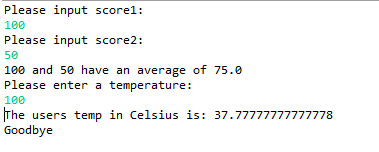 Please input score1:
100
Please input score2:
50
100 and 50 have an average of 75.0
Please enter a temperature:
100
The users temp in Celsius is: 37.77777777777778
Goodbye